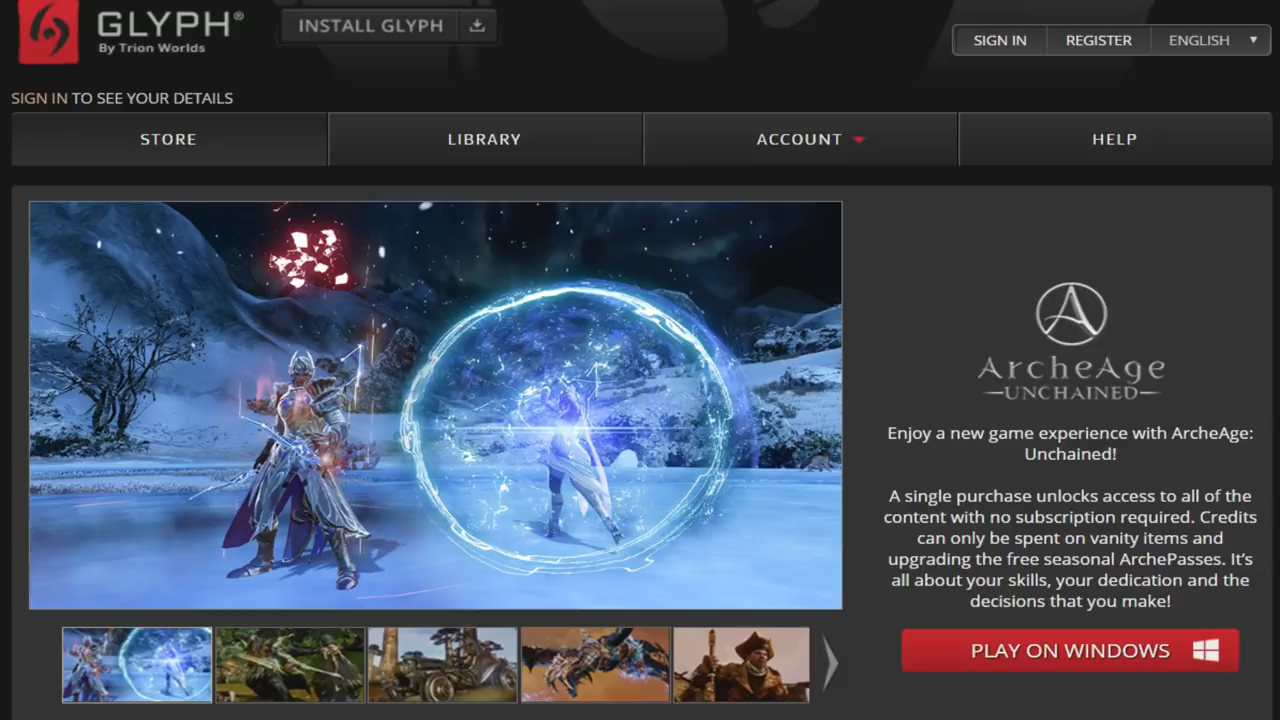 GLYPH®
By Trion Worlds
INSTALL GLYPH
SIGN IN
REGISTER
ENGLISH
SIGN IN TO SEE YOUR DETAILS
STORE
LIBRARY
ACCOUNT
HELP
ArcheAge
UNCHAINED
Enjoy a new game experience with ArcheAge:
Unchained!
A single purchase unlocks access to all of the
content with no subscription required. Credits
can only be spent on vanity items and
upgrading the free seasonal ArchePasses. It's
all about your skills, your dedication and the
decisions that you make!
PLAY ON WINDOWS